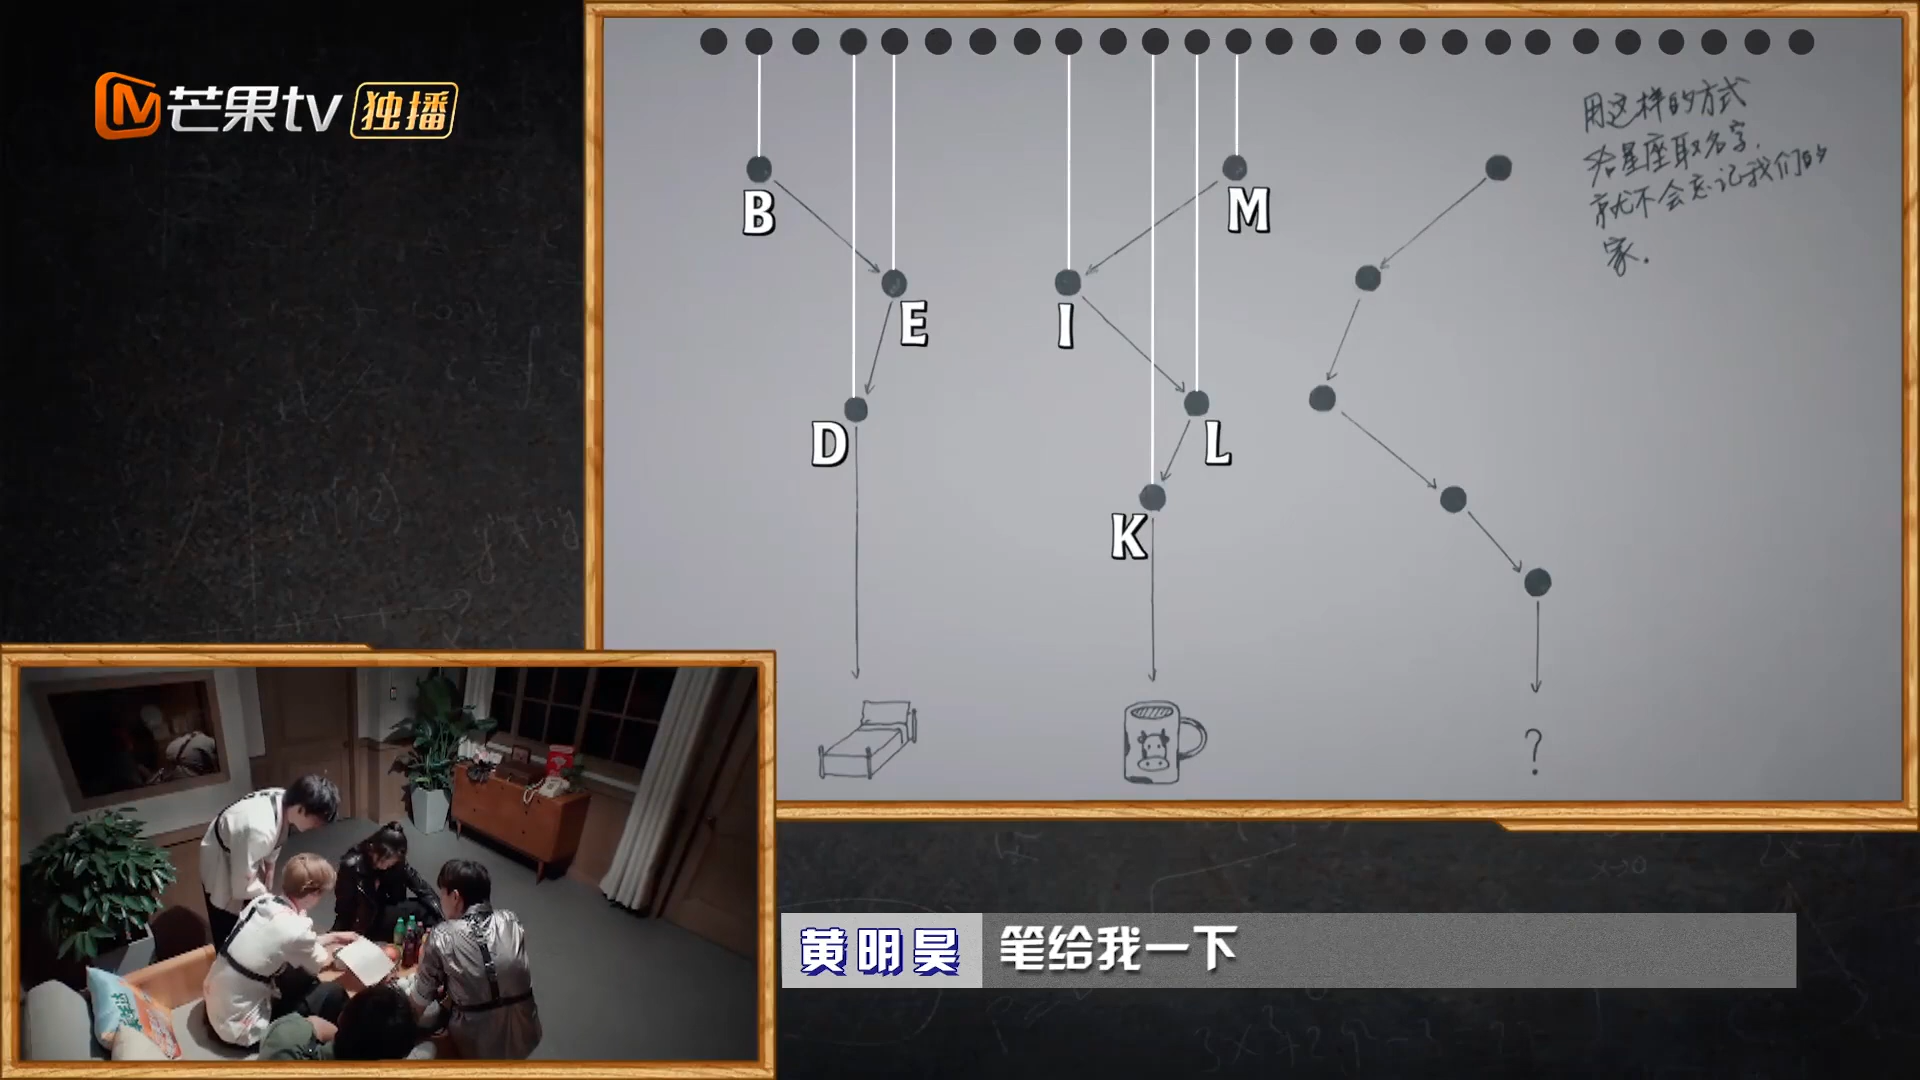 芒果tv 独播
用这样的方式
给星座取名字.
就不会忘记我们的
家.
B
M
E
I
D
L
K
?
黄明昊 笔给我一下